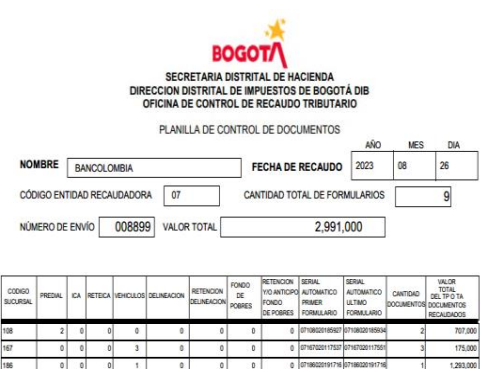 BOGOTÁ
SECRETARIA DISTRITAL DE HACIENDA
DIRECCION DISTRITAL DE IMPUESTOS DE BOGOTÁ DIB
OFICINA DE CONTROL DE RECAUDO TRIBUTARIO
PLANILLA DE CONTROL DE DOCUMENTOS
AÑO MES DIA
NOMBRE BANCOLOMBIA FECHA DE RECAUDO 2023 08 26
CÓDIGO ENTIDAD RECAUDADORA 07 CANTIDAD TOTAL DE FORMULARIOS 9
NÚMERO DE ENVÍO 008899 VALOR TOTAL 2,991,000
CODIGO SUCURSAL PREDIAL ICA RETEICA VEHICULOS DELINEACION RETENCION DELINEACION FONDO DE POBRES RETENCION Y/O ANTICIPO FONDO DE POBRES SERIAL AUTOMATICO PRIMER FORMULARIO SERIAL AUTOMATICO ULTIMO FORMULARIO CANTIDAD DOCUMENTOS VALOR TOTAL DEL TP O TA DOCUMENTOS RECAUDADOS
108 2 0 0 0 0 0 0 0 07108020185927 07108020185934 2 707,000
167 0 0 0 3 0 0 0 0 07167020117537 07167020117551 3 175,000
186 0 0 0 1 0 0 0 0 07186020191716 07186020191716 1 1,293,000